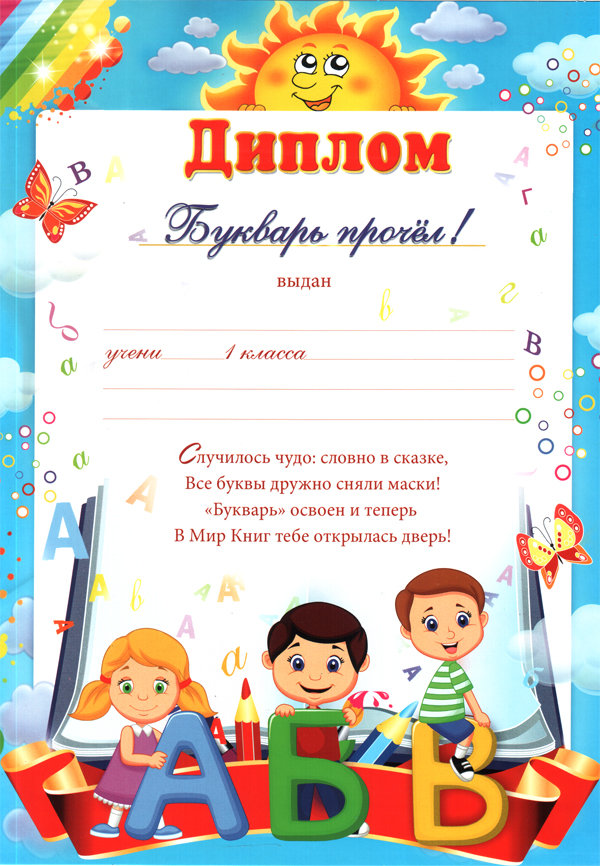 Диплом
Букварь прочёл!
выдан
учени 1 класса
Случилось чудо: словно в сказке,
Все буквы дружно сняли маски!
«Букварь» освоен и теперь
В Мир Книг тебе открылась дверь!
А Б В